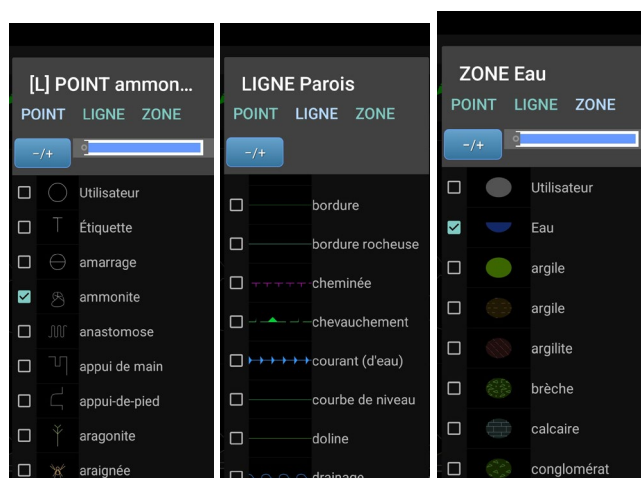 [L] POINT ammon...
POINT LIGNE ZONE
−/+
Utilisateur
Étiquette
amarrage
ammonite
anastomose
appui de main
appui-de-pied
aragonite
araignée
LIGNE Parois
POINT LIGNE ZONE
−/+
bordure
bordure rocheuse
cheminée
chevauchement
courant (d'eau)
courbe de niveau
doline
drainage
ZONE Eau
POINT LIGNE ZONE
−/+
Utilisateur
Eau
argile
argile
argilite
brèche
calcaire
conglomérat